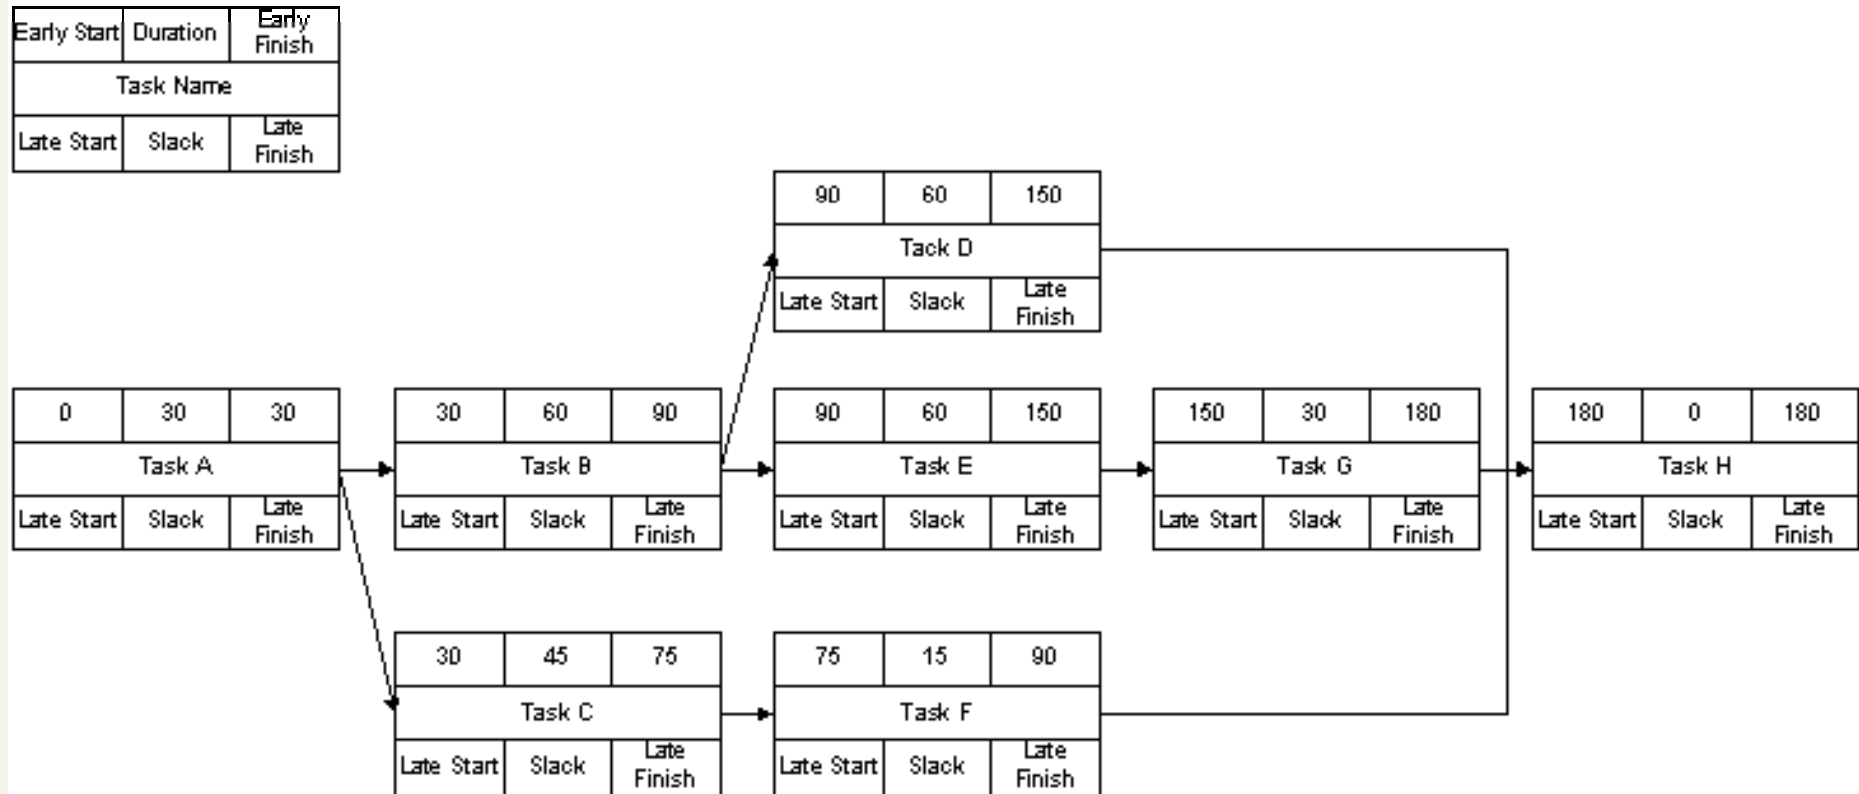 Early Start Duration Early
Finish
Task Name
Late Start Slack Late
Finish
90 60 150
Tack D
Late Start Slack Late
Finish
0 30 30
Task A
Late Start Slack Late
Finish
30 60 90
Task B
Late Start Slack Late
Finish
90 60 150
Task E
Late Start Slack Late
Finish
150 30 180
Task G
Late Start Slack Late
Finish
180 0 180
Task H
Late Start Slack Late
Finish
30 45 75
Task C
Late Start Slack Late
Finish
75 15 90
Task F
Late Start Slack Late
Finish